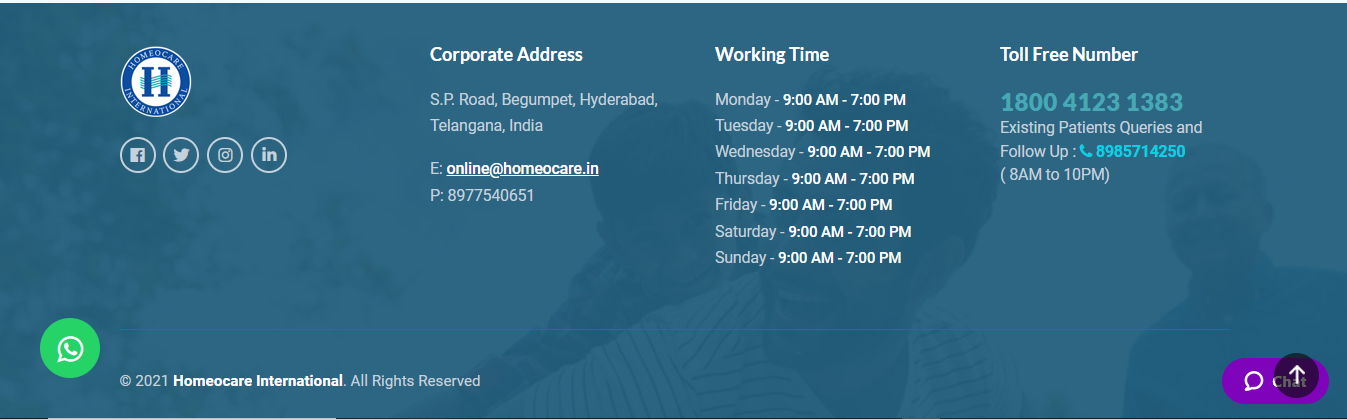 HOMEOCARE
H
INTERNATIONAL
Corporate Address
S.P. Road, Begumpet, Hyderabad,
Telangana, India
E: online@homeocare.in
P: 8977540651
Working Time
Monday - 9:00 AM - 7:00 PM
Tuesday - 9:00 AM - 7:00 PM
Wednesday - 9:00 AM - 7:00 PM
Thursday - 9:00 AM - 7:00 PM
Friday - 9:00 AM - 7:00 PM
Saturday - 9:00 AM - 7:00 PM
Sunday - 9:00 AM - 7:00 PM
Toll Free Number
1800 4123 1383
Existing Patients Queries and
Follow Up : 8985714250
( 8AM to 10PM)
© 2021 Homeocare International. All Rights Reserved
Chat